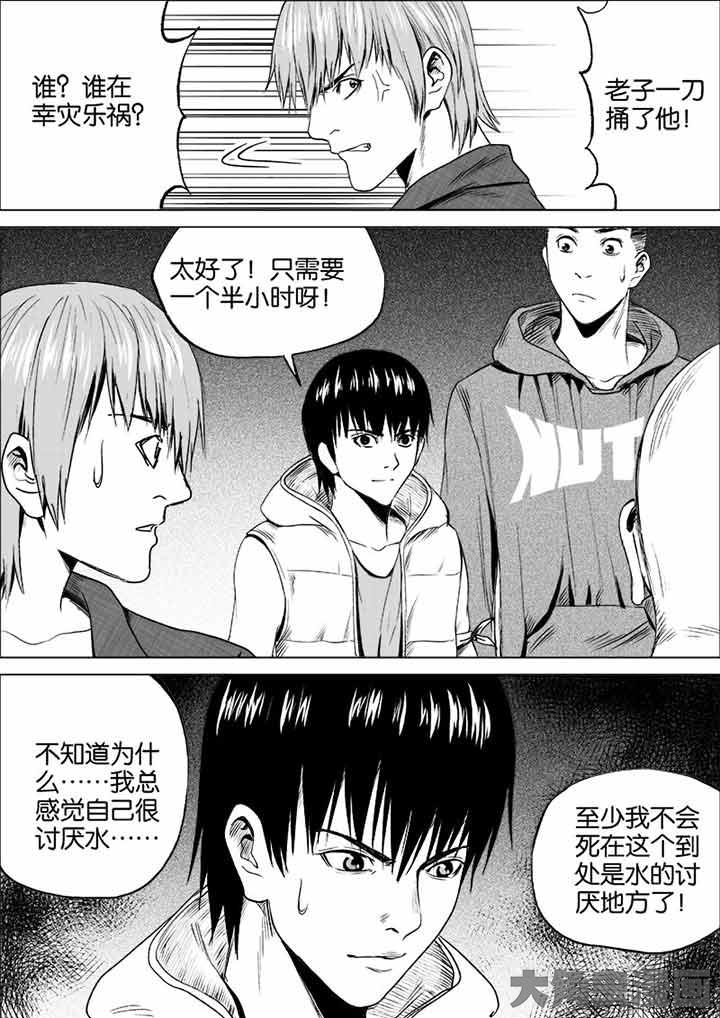 谁？谁在
幸灾乐祸？
老子一刀
捅了他！
太好了！只需要
一个半小时呀！
NUT
不知道为什
么……我总
感觉自己很
讨厌水……
至少我不会
死在这个到
处是水的讨
厌地方了！